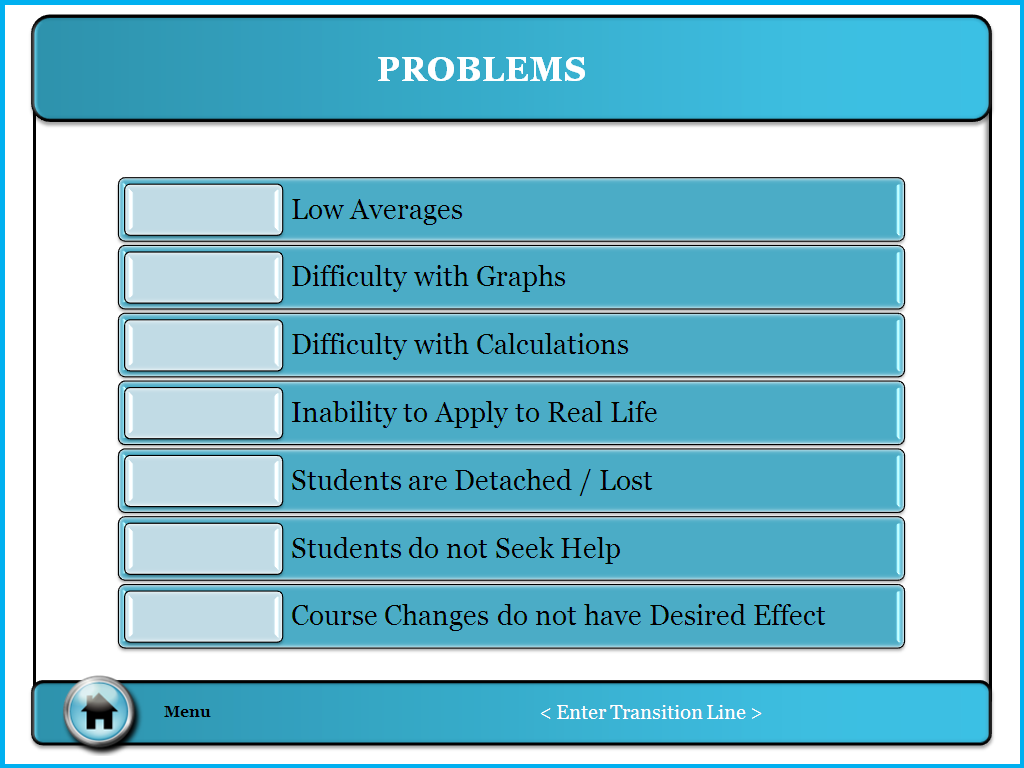 PROBLEMS
Low Averages
Difficulty with Graphs
Difficulty with Calculations
Inability to Apply to Real Life
Students are Detached / Lost
Students do not Seek Help
Course Changes do not have Desired Effect
Menu
< Enter Transition Line >